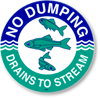 NO DUMPING
DRAINS TO STREAM